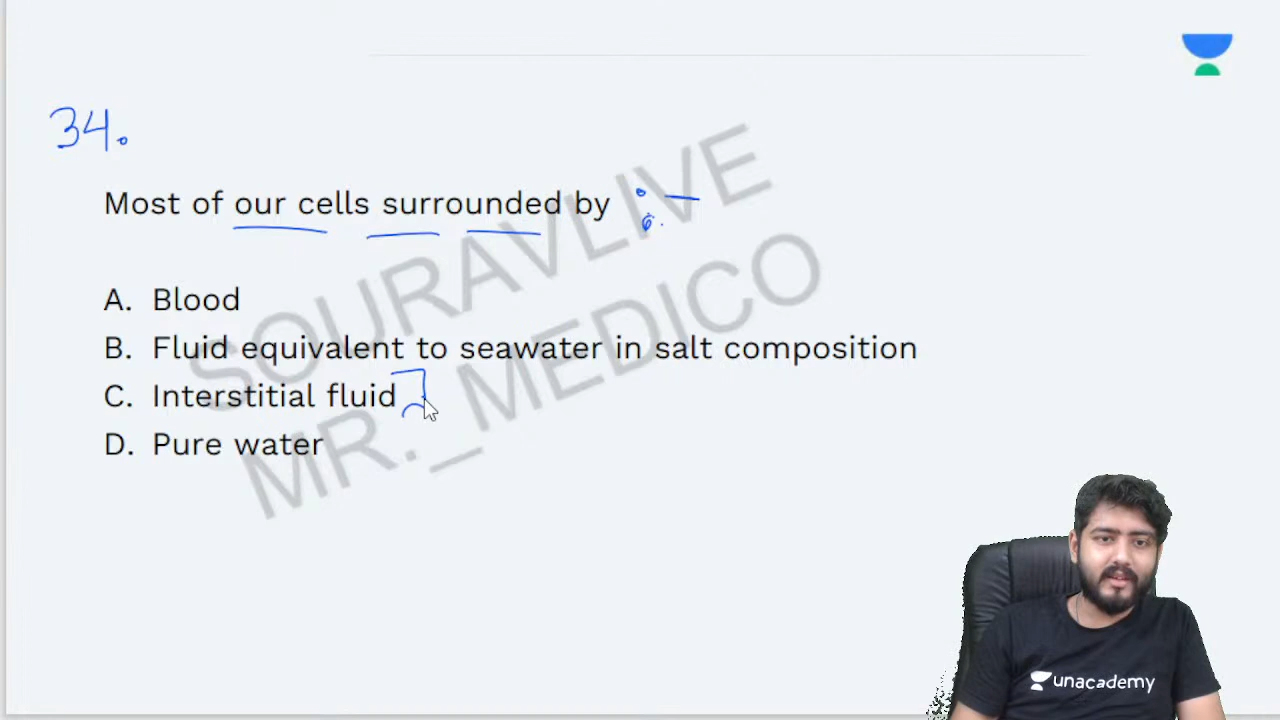 34.
Most of our cells surrounded by :-
A. Blood
B. Fluid equivalent to seawater in salt composition
C. Interstitial fluid
D. Pure water
SOURAVLIVE
MR._MEDICO
unacademy